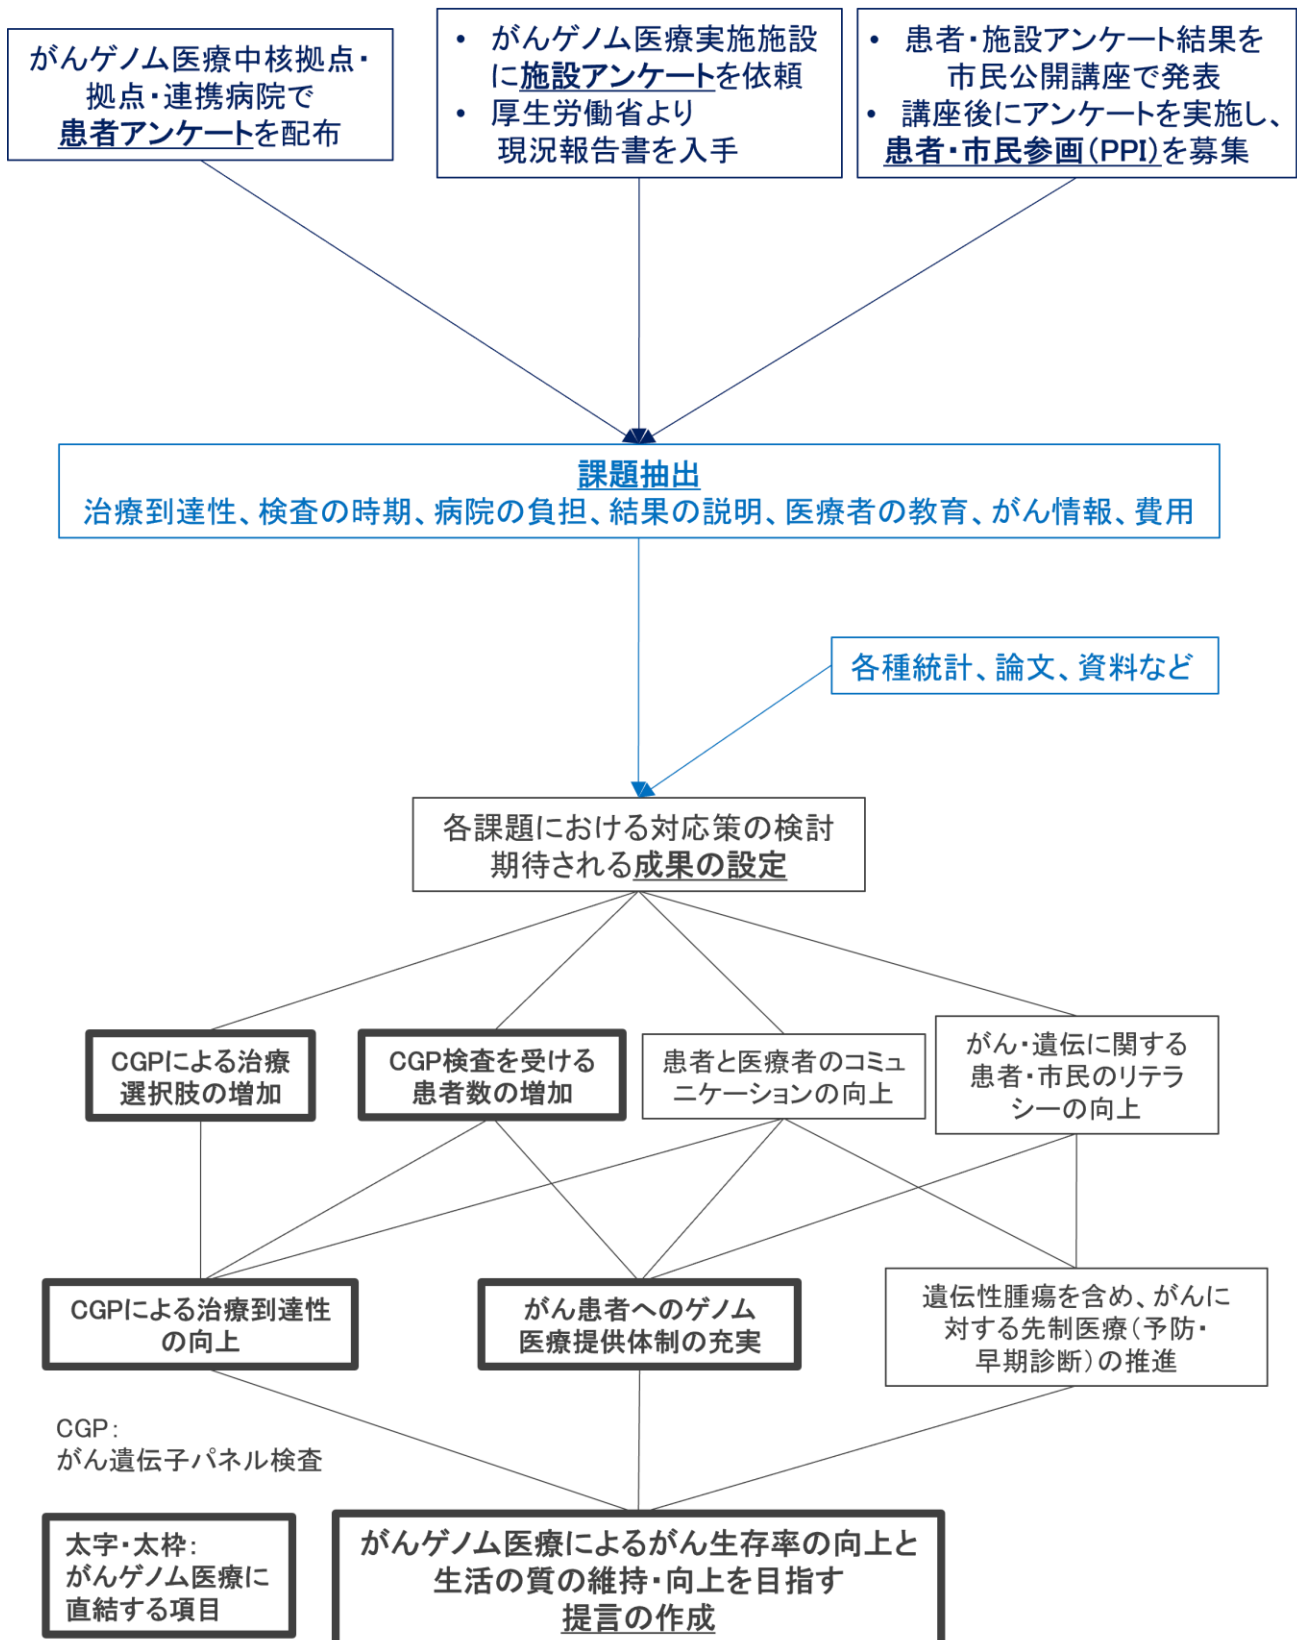 がんゲノム医療中核拠点・
拠点・連携病院で
患者アンケートを配布
• がんゲノム医療実施施設
に施設アンケートを依頼
• 厚生労働省より
現況報告書を入手
• 患者・施設アンケート結果を
市民公開講座で発表
• 講座後にアンケートを実施し、
患者・市民参画(PPI)を募集
課題抽出
治療到達性、検査の時期、病院の負担、結果の説明、医療者の教育、がん情報、費用
各種統計、論文、資料など
各課題における対応策の検討
期待される成果の設定
CGPによる治療
選択肢の増加
CGP検査を受ける
患者数の増加
患者と医療者のコミュ
ニケーションの向上
がん・遺伝に関する
患者・市民のリテラ
シーの向上
CGPによる治療到達性
の向上
がん患者へのゲノム
医療提供体制の充実
遺伝性腫瘍を含め、がんに
対する先制医療(予防・
早期診断)の推進
CGP:
がん遺伝子パネル検査
太字・太枠:
がんゲノム医療に
直結する項目
がんゲノム医療によるがん生存率の向上と
生活の質の維持・向上を目指す
提言の作成